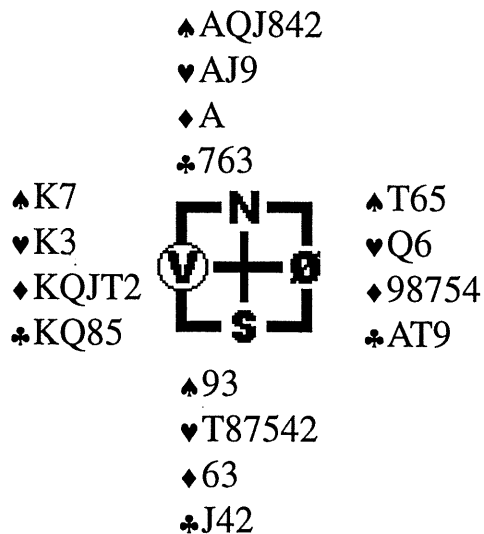 ♠AQJ842
♥AJ9
♦A
♣763
♠K7
♥K3
♦KQJT2
♣KQ85
N
V
Ø
S
♠T65
♥Q6
♦98754
♣AT9
♠93
♥T87542
♦63
♣J42